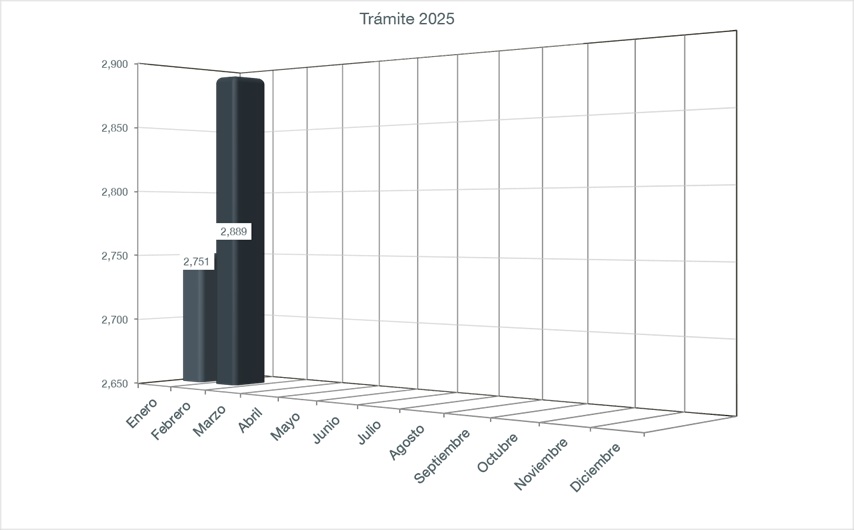 Trámite 2025
2,900
2,850
2,800
2,750
2,700
2,650
2,889
2,751
Enero
Febrero
Marzo
Abril
Mayo
Junio
Julio
Agosto
Septiembre
Octubre
Noviembre
Diciembre